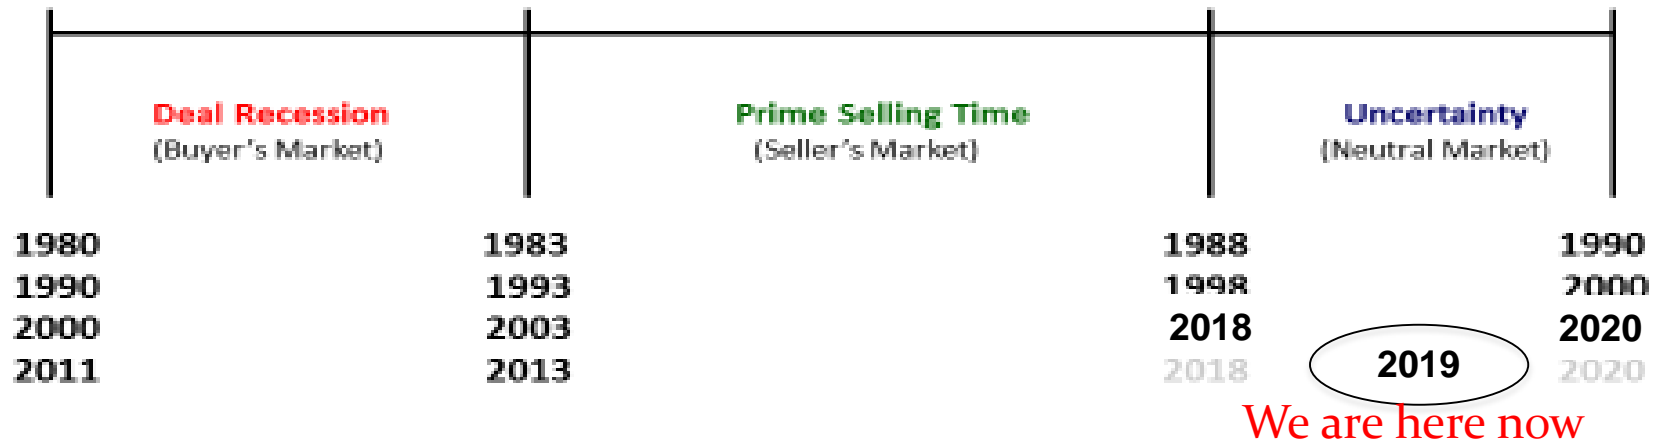 Deal Recession Prime Selling Time Uncertainty
(Buyer's Market) (Seller's Market) (Neutral Market)
1980 1983 1988 1990
1990 1993 1998 2000
2000 2003 2018 2020
2011 2013 2018 2019 2020
We are here now